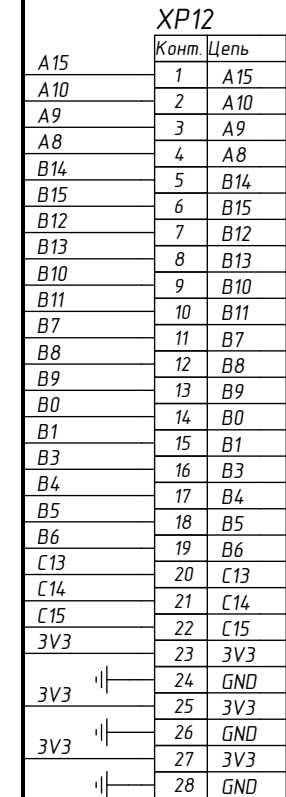 XP12
Конт. Цепь
A15 1 A15
A10 2 A10
A9 3 A9
A8 4 A8
B14 5 B14
B15 6 B15
B12 7 B12
B13 8 B13
B10 9 B10
B11 10 B11
B7 11 B7
B8 12 B8
B9 13 B9
B0 14 B0
B1 15 B1
B3 16 B3
B4 17 B4
B5 18 B5
B6 19 B6
C13 20 C13
C14 21 C14
C15 22 C15
3V3 23 3V3
24 GND
3V3 25 3V3
26 GND
3V3 27 3V3
28 GND